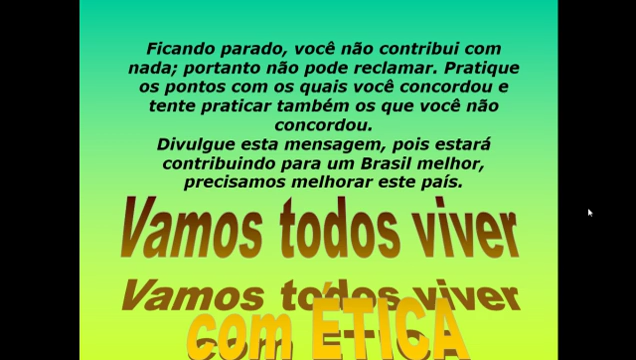 Ficando parado, você não contribui com
nada; portanto não pode reclamar. Pratique
os pontos com os quais você concordou e
tente praticar também os que você não
concordou.
Divulgue esta mensagem, pois estará
contribuindo para um Brasil melhor,
precisamos melhorar este país.
Vamos todos viver
Vamos todos viver
com ÉTICA
com ÉTICA